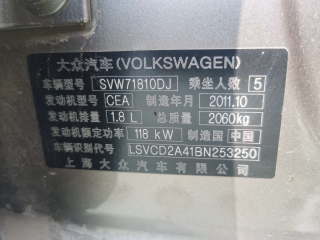 大众汽车(VOLKSWAGEN)
车辆型号 SVW71810DJ 乘坐人数 5
发动机型号 CEA 制造年月 2011.10
发动机排量 1.8 L 总质量 2060kg
发动机额定功率 118 kW 制造国 中国
车辆识别代号 LSVCD2A41BN253250
上海大众汽车有限公司